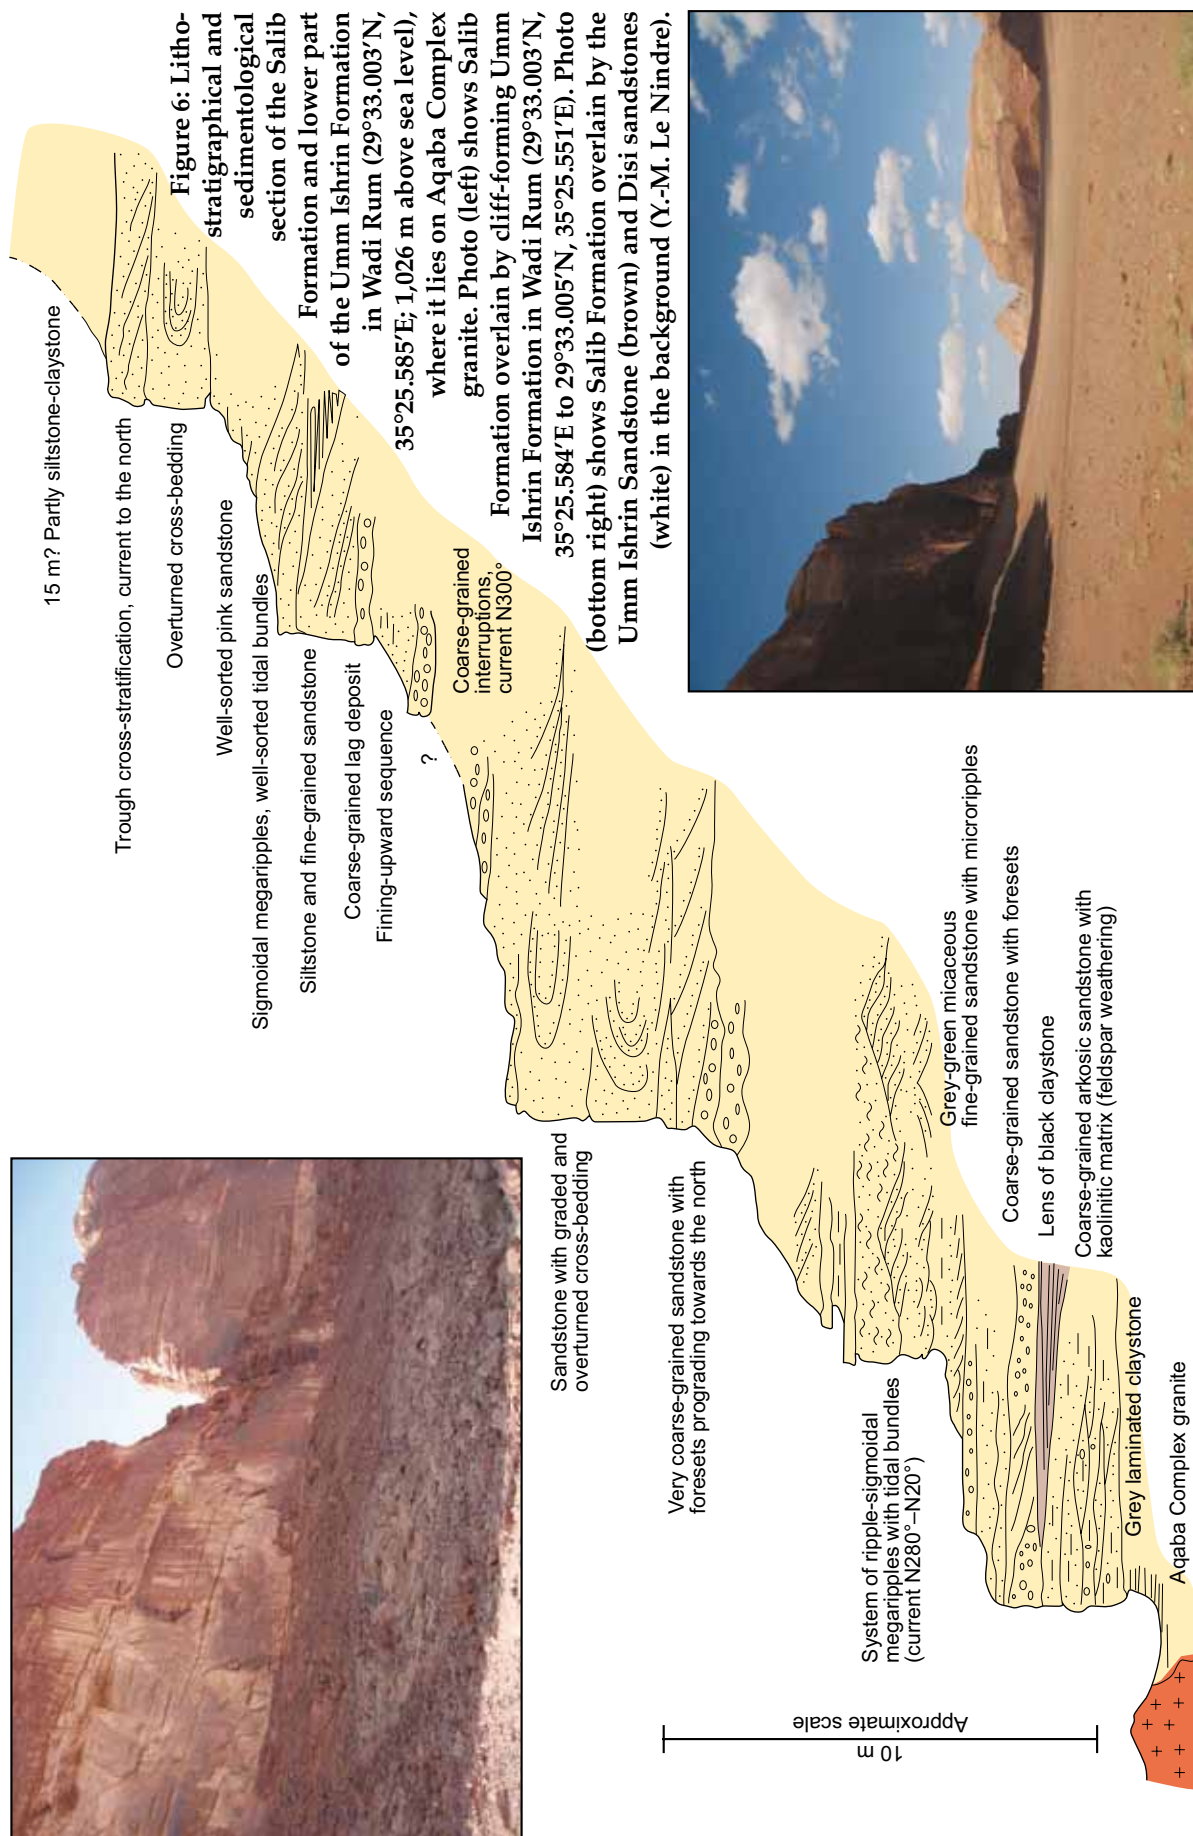 Figure 6: Litho-
stratigraphical and
sedimentological
section of the Salib
Formation and lower part
of the Umm Ishrin Formation
in Wadi Rum (29°33.003′N,
35°25.585′E; 1,026 m above sea level),
where it lies on Aqaba Complex
granite. Photo (left) shows Salib
Formation overlain by cliff-forming Umm
Ishrin Formation in Wadi Rum (29°33.003′N,
35°25.584′E to 29°33.005′N, 35°25.551′E). Photo
(bottom right) shows Salib Formation overlain by the
Umm Ishrin Sandstone (brown) and Disi sandstones
(white) in the background (Y.-M. Le Nindre).
15 m? Partly siltstone-claystone
Trough cross-stratification, current to the north
Overturned cross-bedding
Well-sorted pink sandstone
Sigmoidal megaripples, well-sorted tidal bundles
Siltstone and fine-grained sandstone
Coarse-grained lag deposit
Fining-upward sequence
?
Coarse-grained
interruptions,
current N300°
Sandstone with graded and
overturned cross-bedding
Very coarse-grained sandstone with
foresets prograding towards the north
System of ripple-sigmoidal
megaripples with tidal bundles
(current N280°–N20°)
Grey-green micaceous
fine-grained sandstone with microripples
Coarse-grained sandstone with foresets
Lens of black claystone
Coarse-grained arkosic sandstone with
kaolinitic matrix (feldspar weathering)
Grey laminated claystone
Aqaba Complex granite
10 m
Approximate scale